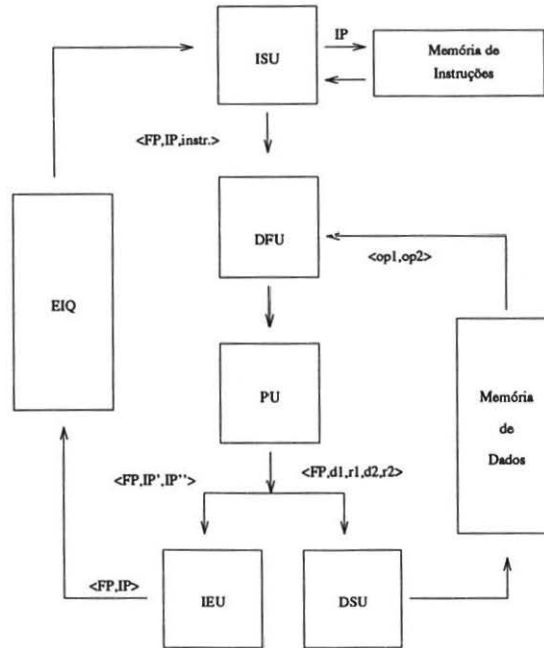 IP
ISU
Memória de
Instruções
<FP,IP,instr.>
DFU
<op1,op2>
EIQ
PU
Memória
de
Dados
<FP,IP',IP''>
<FP,d1,r1,d2,r2>
<FP,IP>
IEU
DSU